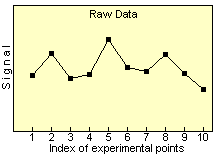 Raw Data
Signal
1 2 3 4 5 6 7 8 9 10
Index of experimental points